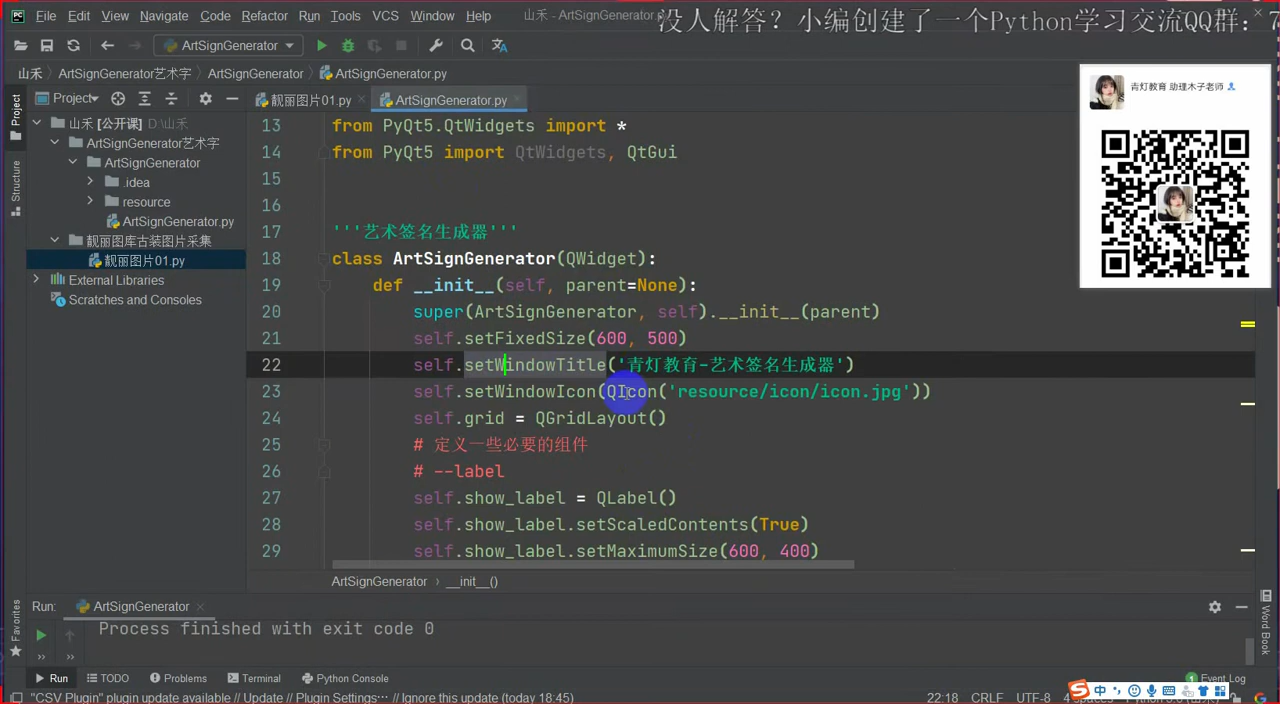 File Edit View Navigate Code Refactor Run Tools VCS Window Help 山禾 - ArtSignGenerator.py
没人解答？小编创建了一个Python学习交流QQ群：7
ArtSignGenerator
山禾 ArtSignGenerator艺术字 ArtSignGenerator ArtSignGenerator.py
青灯教育 助理木子老师
Project 靓丽图片01.py ArtSignGenerator.py
Project
Structure
Favorites
山禾 [公开课] D:\山禾
ArtSignGenerator艺术字
ArtSignGenerator
.idea
resource
ArtSignGenerator.py
靓丽图库古装图片采集
靓丽图片01.py
External Libraries
Scratches and Consoles
13 from PyQt5.QtWidgets import *
14 from PyQt5 import QtWidgets, QtGui
15
16
17 '''艺术签名生成器'''
18 class ArtSignGenerator(QWidget):
19 def __init__(self, parent=None):
20 super(ArtSignGenerator, self).__init__(parent)
21 self.setFixedSize(600, 500)
22 self.setWindowTitle('青灯教育-艺术签名生成器')
23 self.setWindowIcon(QIcon('resource/icon/icon.jpg'))
24 self.grid = QGridLayout()
25 # 定义一些必要的组件
26 # --label
27 self.show_label = QLabel()
28 self.show_label.setScaledContents(True)
29 self.show_label.setMaximumSize(600, 400)
ArtSignGenerator › __init__()
Run: ArtSignGenerator
Process finished with exit code 0
Word Book
Run TODO Problems Terminal Python Console 1 Event Log
"CSV Plugin" plugin update available // Update // Plugin Settings… // Ignore this update (today 18:45) 22:18 CRLF UTF-8 4 spaces
中